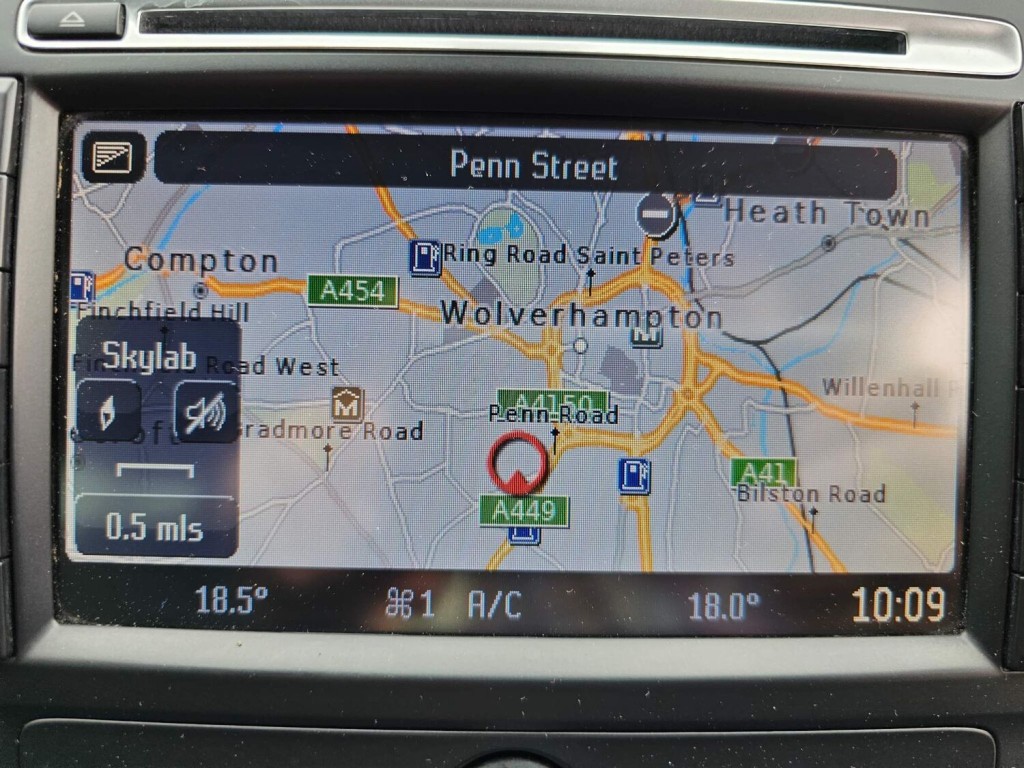 Penn Street
Heath Town
Ring Road Saint Peters
Compton
A454
Finchfield Hill
Wolverhampton
Skylab
Road West
Willenhall
A4150
Penn Road
radmore Road
A41
Bilston Road
A449
0.5 mls
18.5°
1
A/C
18.0°
10:09